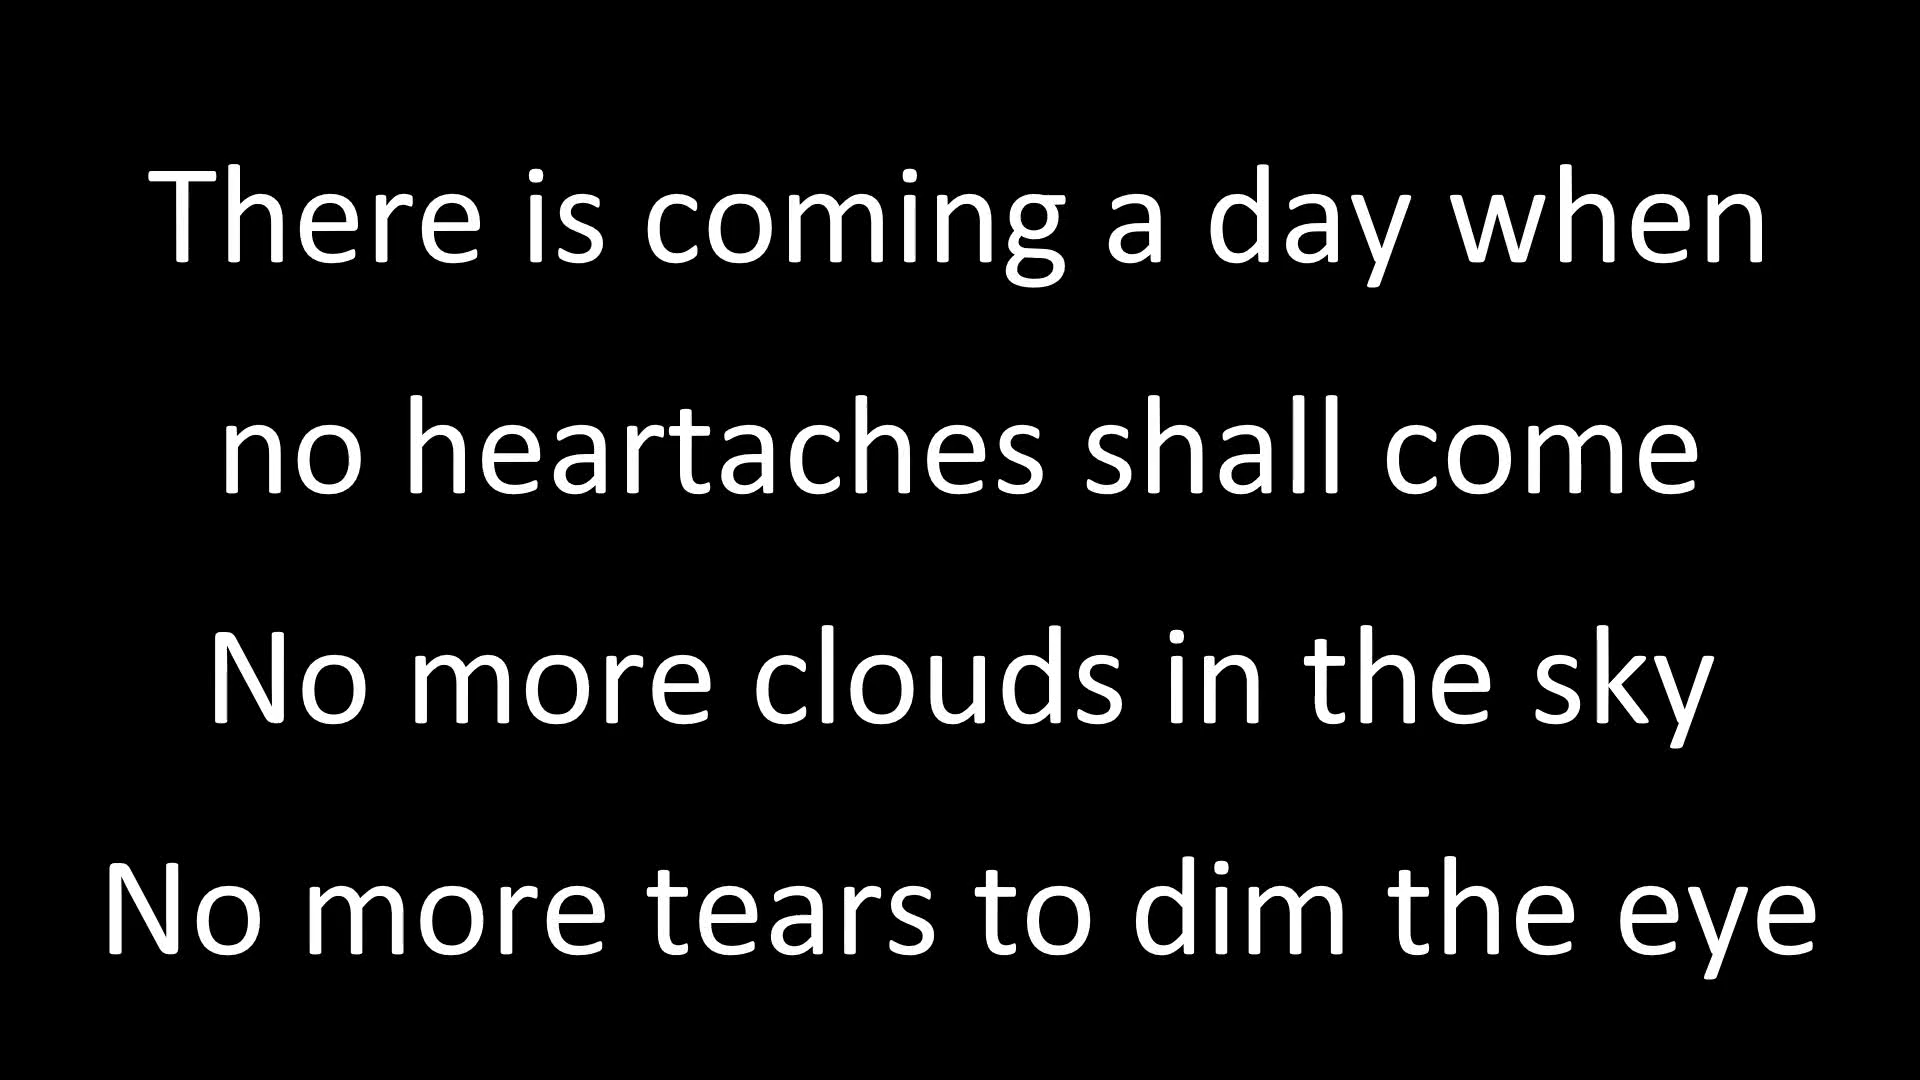 There is coming a day when
no heartaches shall come
No more clouds in the sky
No more tears to dim the eye